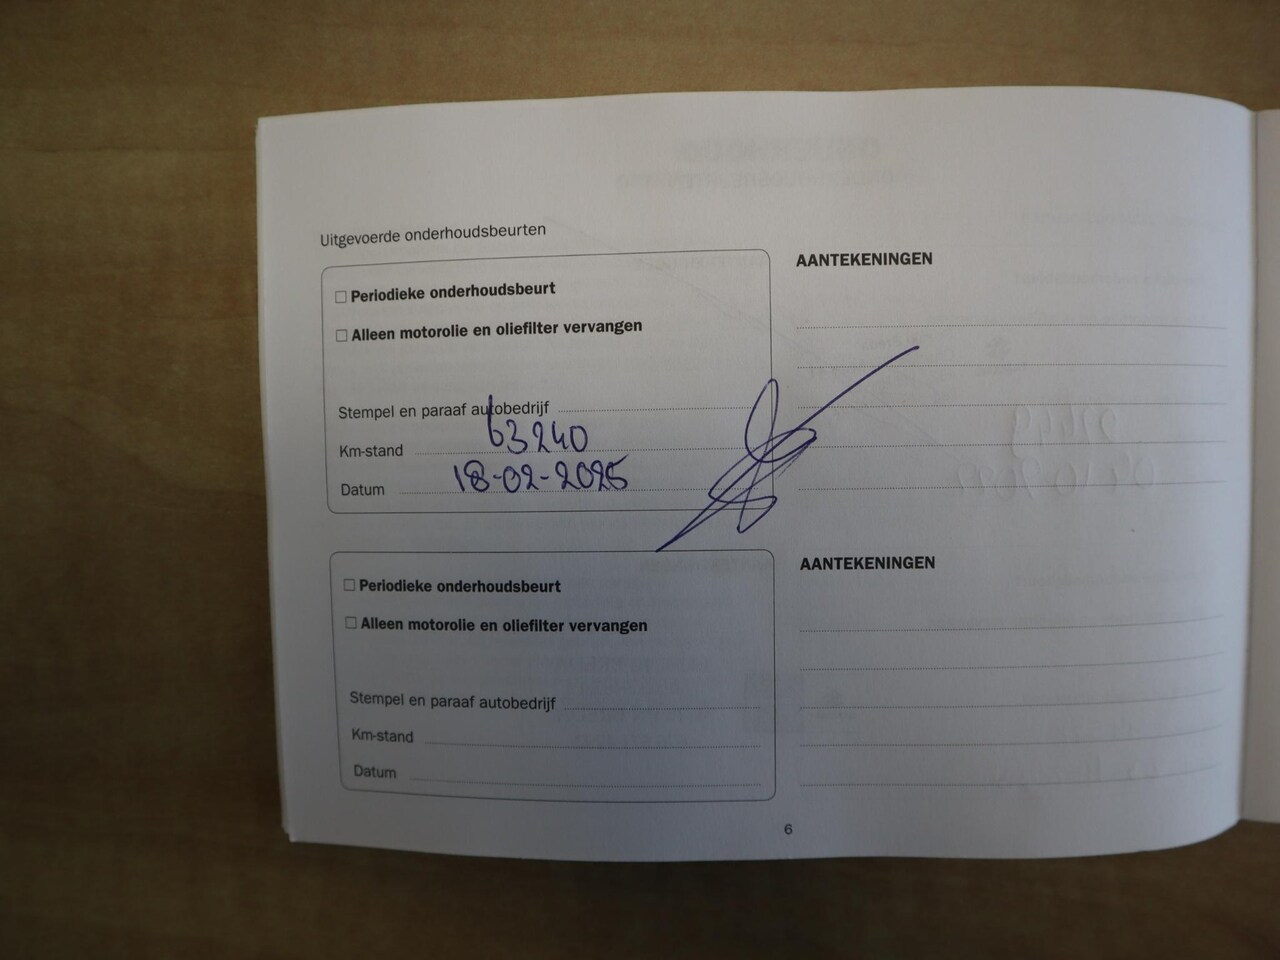 Uitgevoerde onderhoudsbeurten
☐ Periodieke onderhoudsbeurt
☐ Alleen motorolie en oliefilter vervangen
Stempel en paraaf autobedrijf
Km-stand 63240
Datum 18-02-2025
AANTEKENINGEN
☐ Periodieke onderhoudsbeurt
☐ Alleen motorolie en oliefilter vervangen
Stempel en paraaf autobedrijf
Km-stand
Datum
AANTEKENINGEN
6